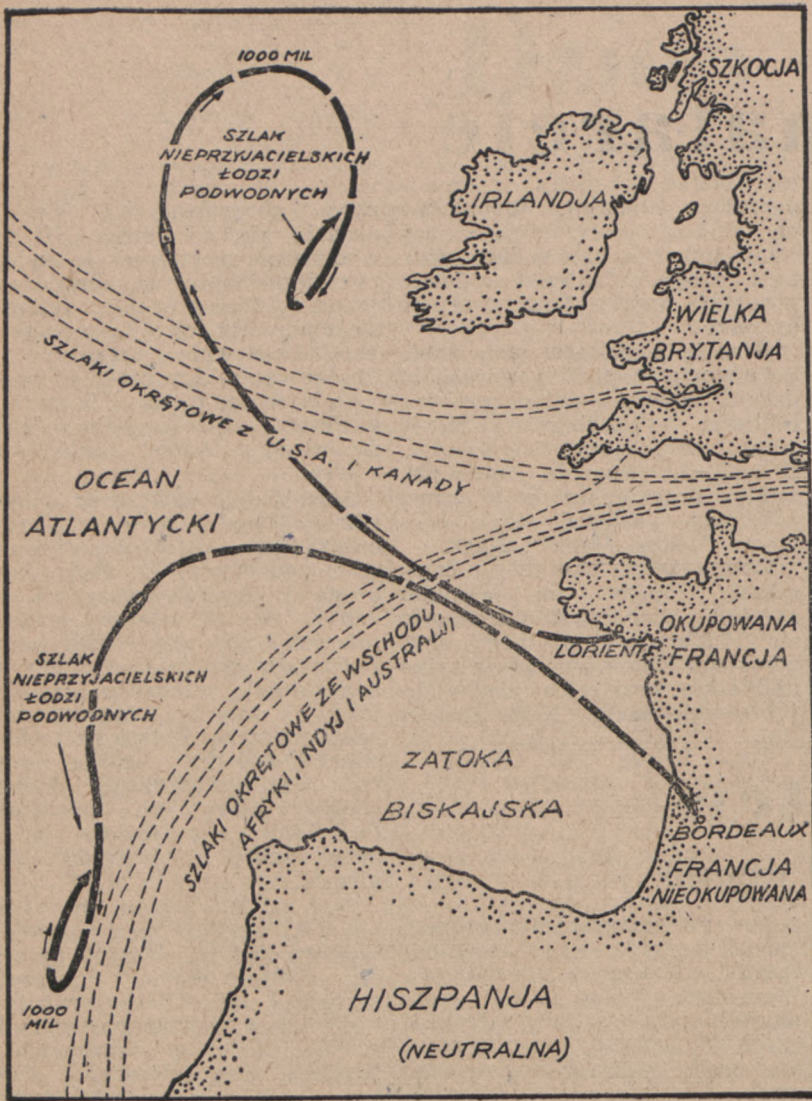 1000 MIL
SZKOCJA
SZLAK
NIEPRZYJACIELSKICH
ŁODZI
PODWODNYCH
IRLANDJA
WIELKA
BRYTANJA
SZLAKI OKRĘTOWE Z U.S.A. I KANADY
OCEAN
ATLANTYCKI
OKUPOWANA
FRANCJA
LORIENT
SZLAK
NIEPRZYJACIELSKICH
ŁODZI
PODWODNYCH
SZLAKI OKRĘTOWE ZE WSCHODU,
AFRYKI, INDYJ I AUSTRALJI
ZATOKA
BISKAJSKA
BORDEAUX
FRANCJA
NIEOKUPOWANA
1000
MIL
HISZPANJA
(NEUTRALNA)